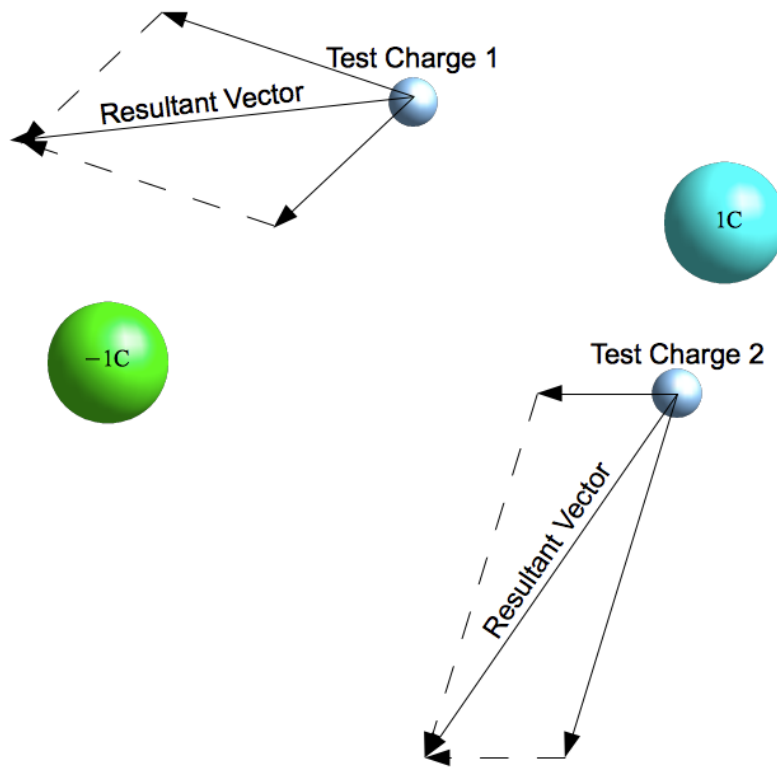 Test Charge 1
Resultant Vector
1C
−1C
Test Charge 2
Resultant Vector